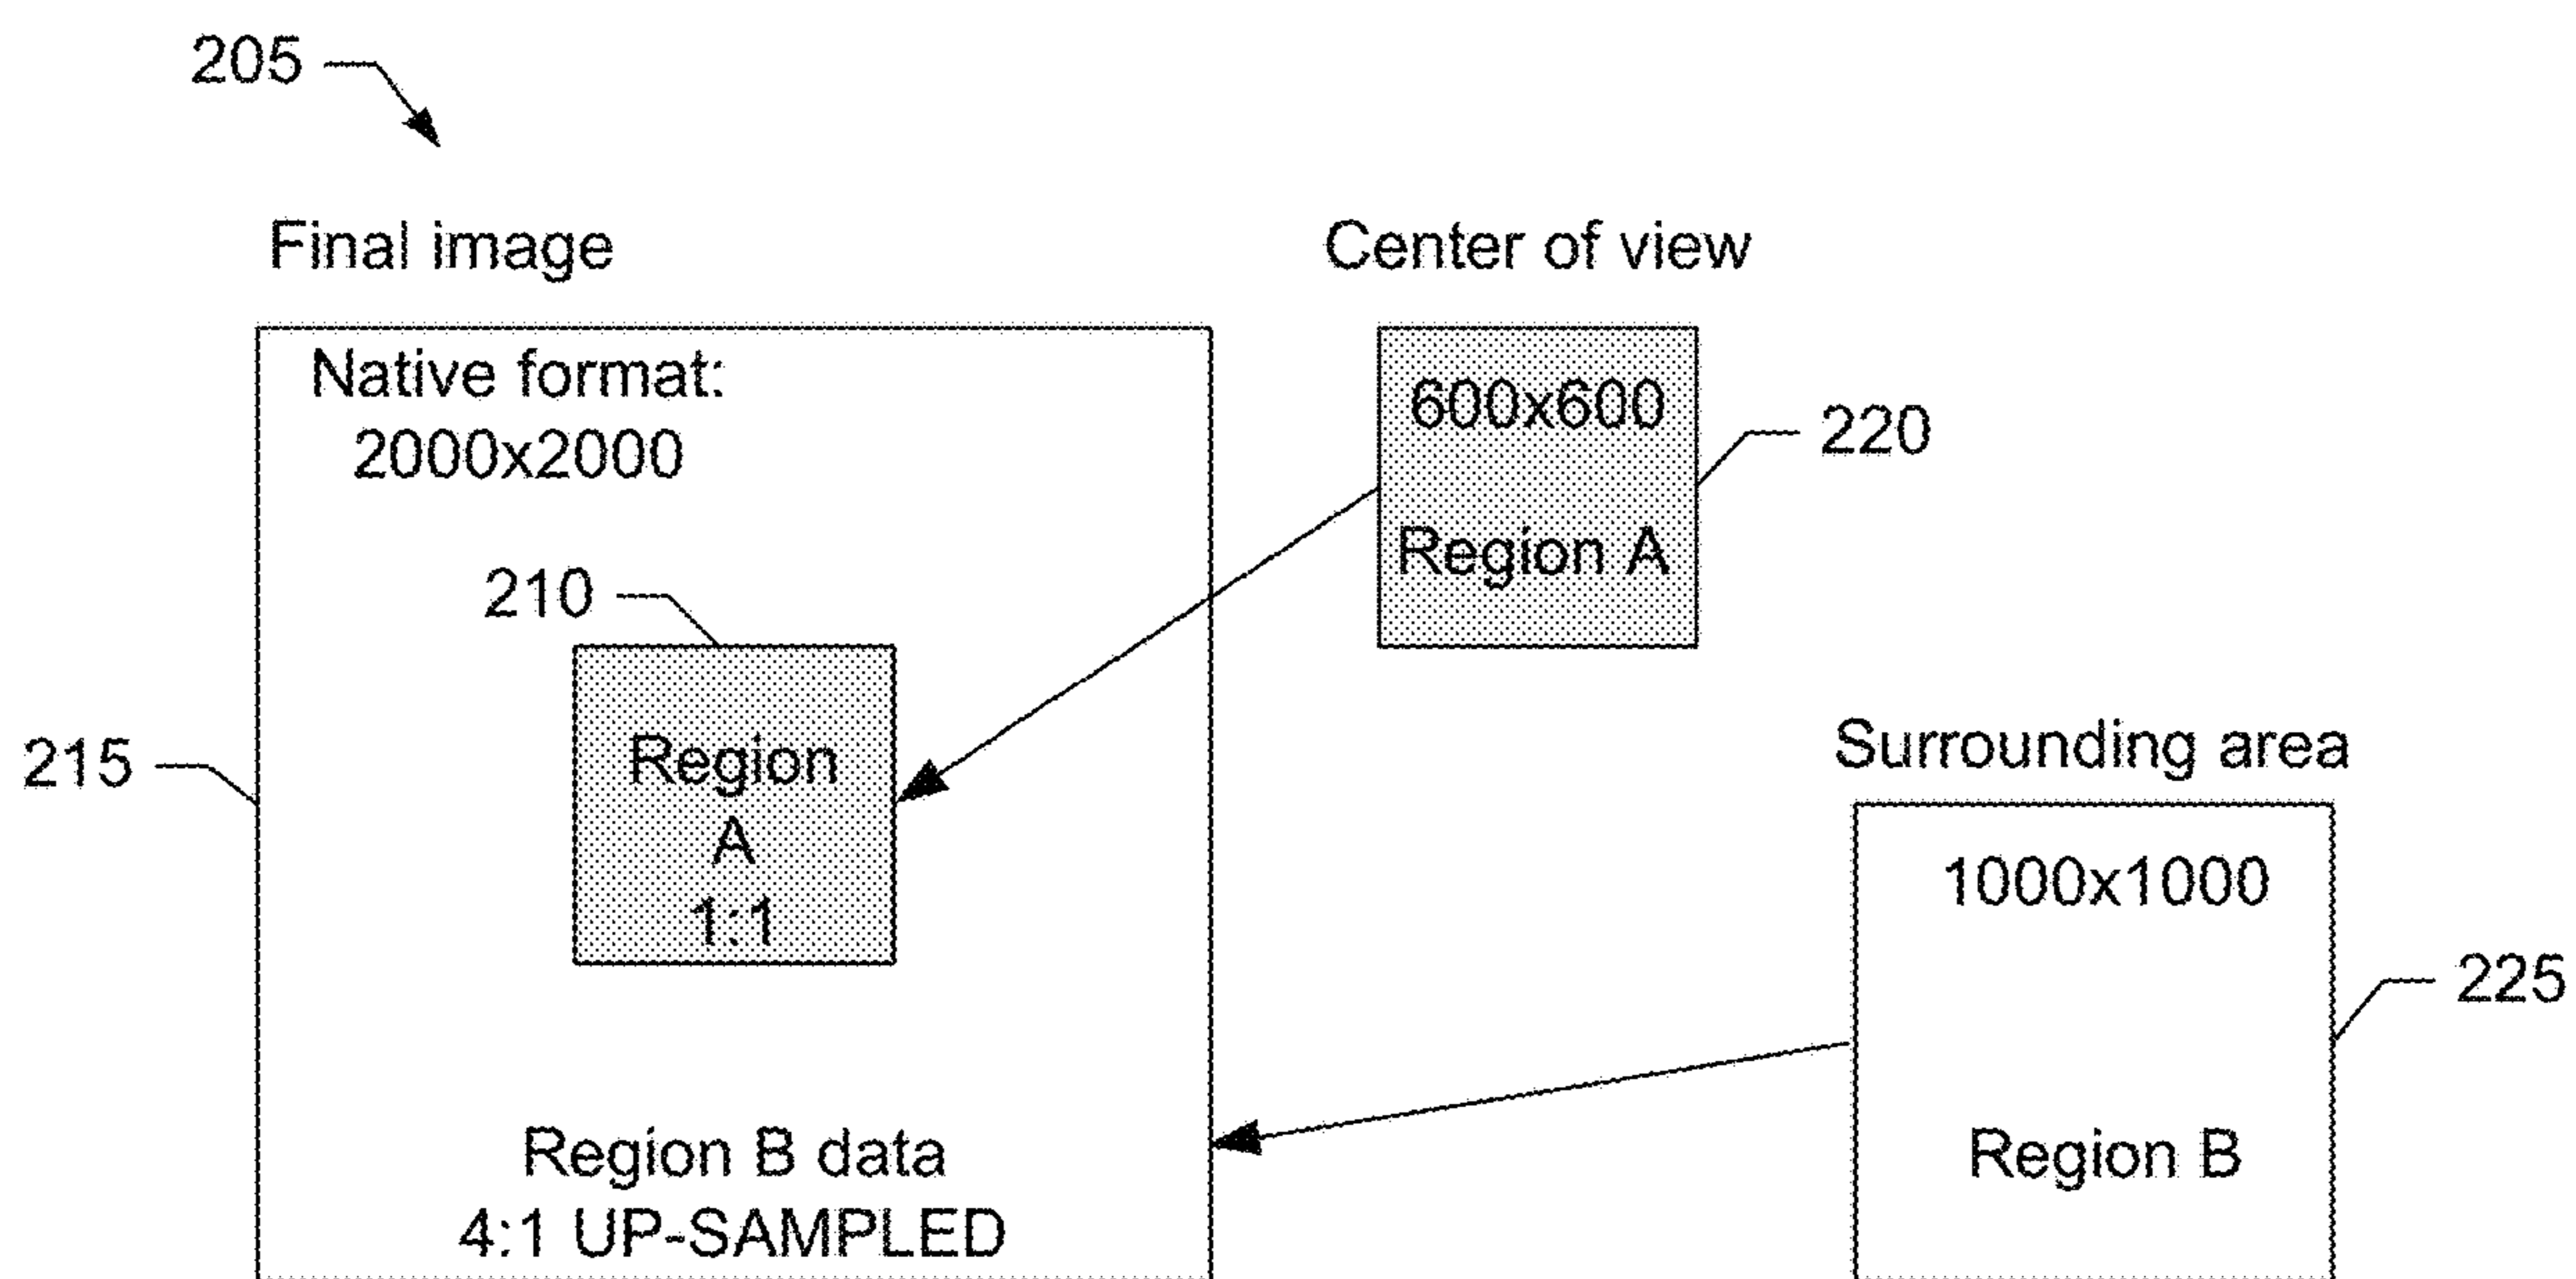 205
Final image
Center of view
Native format:
2000x2000
600x600
Region A
220
210
Region
A
1:1
215
Surrounding area
1000x1000
Region B
225
Region B data
4:1 UP-SAMPLED